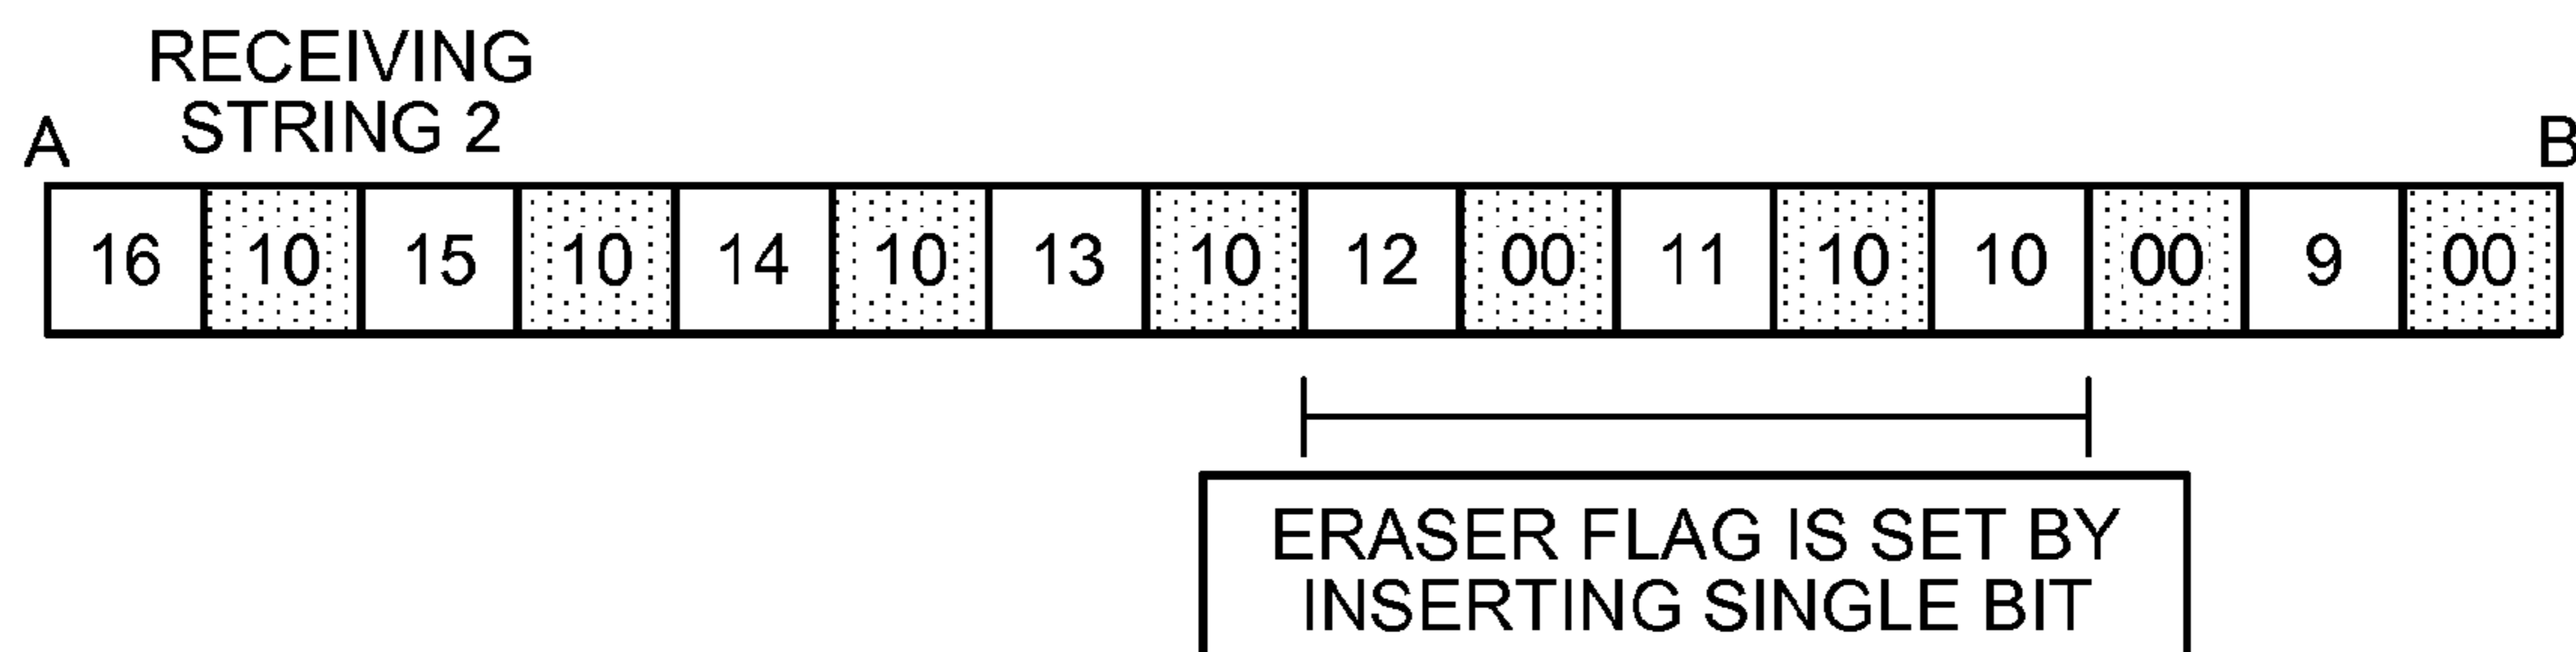 RECEIVING
STRING 2
A B
16 10 15 10 14 10 13 10 12 00 11 10 10 00 9 00
ERASER FLAG IS SET BY
INSERTING SINGLE BIT